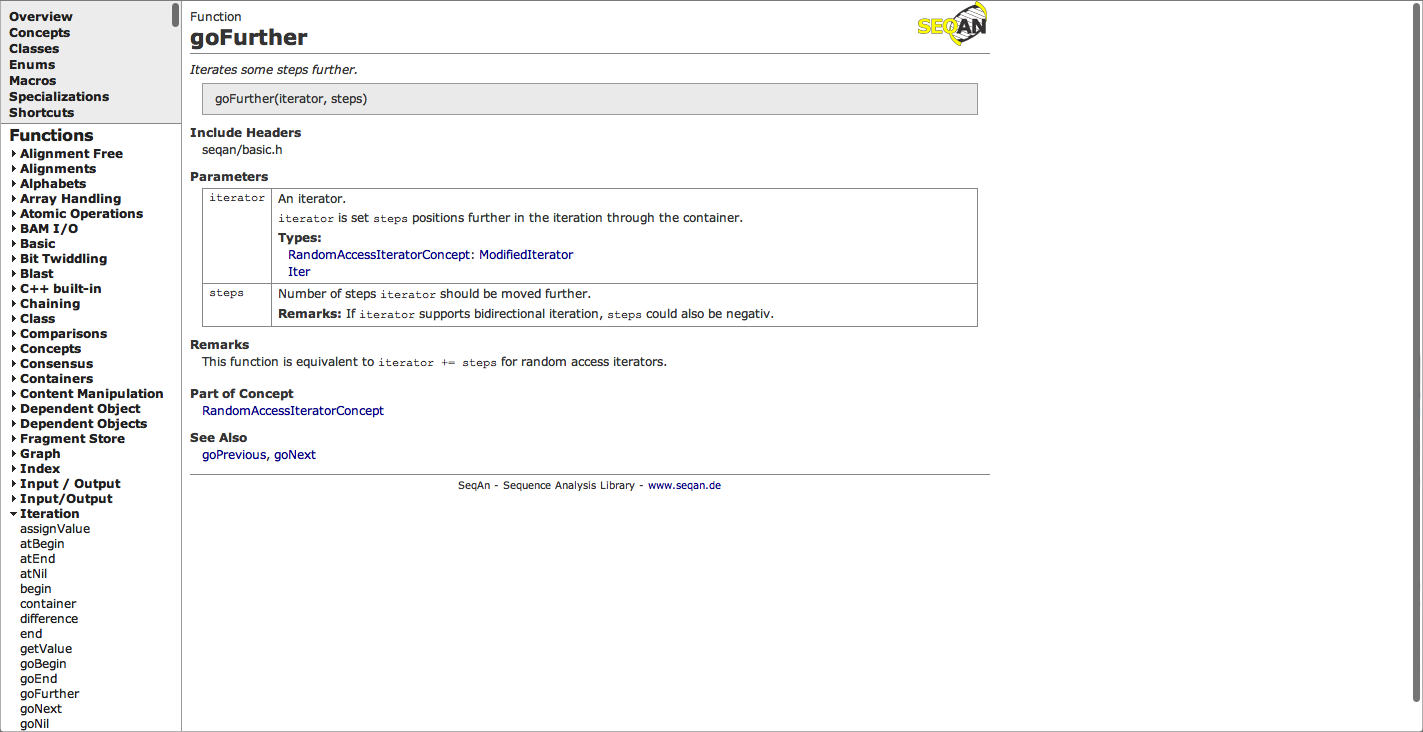 Overview
Concepts
Classes
Enums
Macros
Specializations
Shortcuts
Functions
Alignment Free
Alignments
Alphabets
Array Handling
Atomic Operations
BAM I/O
Basic
Bit Twiddling
Blast
C++ built-in
Chaining
Class
Comparisons
Concepts
Consensus
Containers
Content Manipulation
Dependent Object
Dependent Objects
Fragment Store
Graph
Index
Input / Output
Input/Output
Iteration
assignValue
atBegin
atEnd
atNil
begin
container
difference
end
getValue
goBegin
goEnd
goFurther
goNext
goNil
Function
goFurther
SEQAN
Iterates some steps further.
goFurther(iterator, steps)
Include Headers
seqan/basic.h
Parameters
iterator An iterator.
iterator is set steps positions further in the iteration through the container.
Types:
RandomAccessIteratorConcept: ModifiedIterator
Iter
steps Number of steps iterator should be moved further.
Remarks: If iterator supports bidirectional iteration, steps could also be negativ.
Remarks
This function is equivalent to iterator += steps for random access iterators.
Part of Concept
RandomAccessIteratorConcept
See Also
goPrevious, goNext
SeqAn - Sequence Analysis Library - www.seqan.de